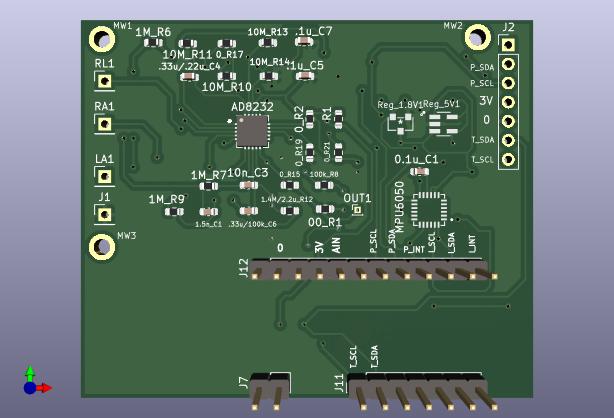 MW1
1M_R6
10M_R13
.1u_C7
MW2
J2
10M_R11
0_R17
RL1
.33u/.22u_C4
10M_R14
.1u_C5
P_SDA
P_SCL
10M_R10
3V
RA1
AD8232
0_R2
R1
Reg_1.8V1
Reg_5V1
0
T_SDA
0_R19
0_R21
T_SCL
LA1
1M_R7
10n_C3
0_R15
100k_R8
0.1u_C1
J1
1M_R9
1.4M/2.2u_R12
OUT1
MPU6050
1.5n_C1
.33u/100k_C6
00_R1
MW3
0
3V
AIN
P_SCL
P_SDA
P_INT
I_SCL
I_SDA
I_INT
J12
T_SCL
T_SDA
J7
J11